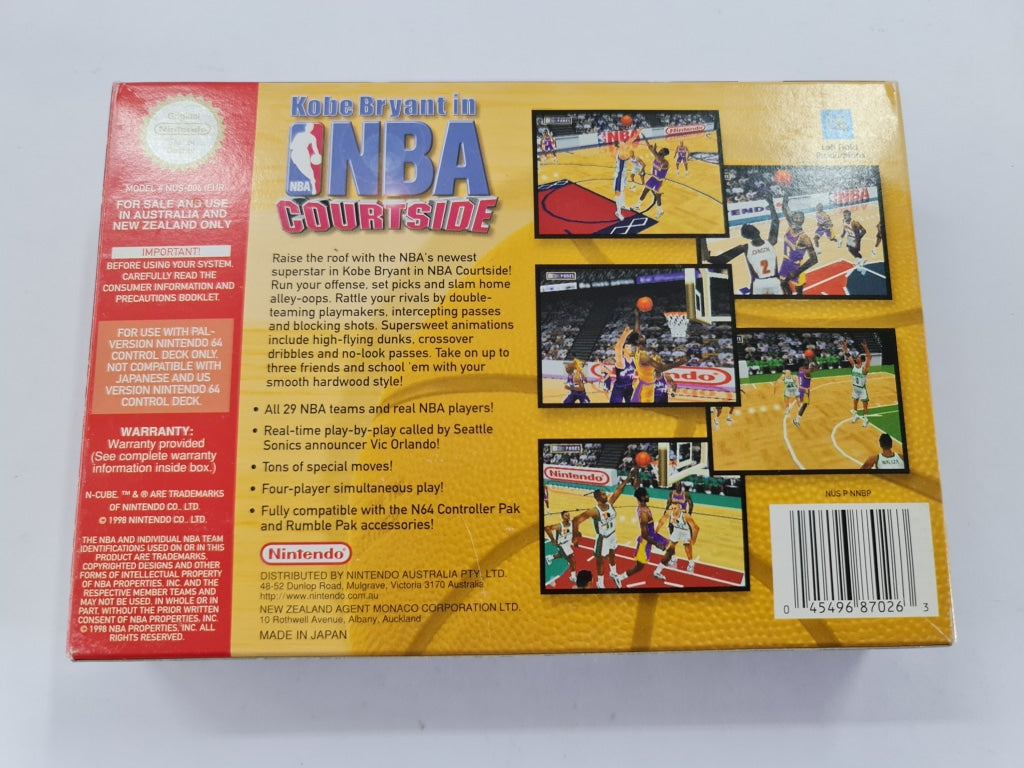 Original
Nintendo
MODEL # NUS-006 (EUR)
FOR SALE AND USE
IN AUSTRALIA AND
NEW ZEALAND ONLY
IMPORTANT!
BEFORE USING YOUR SYSTEM,
CAREFULLY READ THE
CONSUMER INFORMATION AND
PRECAUTIONS BOOKLET.
FOR USE WITH PAL-
VERSION NINTENDO 64
CONTROL DECK ONLY.
NOT COMPATIBLE WITH
JAPANESE AND US
VERSION NINTENDO 64
CONTROL DECK.
WARRANTY:
Warranty provided
(See complete warranty
information inside box.)
N-CUBE, ™ & ® ARE TRADEMARKS
OF NINTENDO CO., LTD.
© 1998 NINTENDO CO., LTD.
THE NBA AND INDIVIDUAL NBA TEAM
IDENTIFICATIONS USED ON OR IN THIS
PRODUCT ARE TRADEMARKS,
COPYRIGHTED DESIGNS AND OTHER
FORMS OF INTELLECTUAL PROPERTY
OF NBA PROPERTIES, INC. AND THE
RESPECTIVE MEMBER TEAMS AND
MAY NOT BE USED, IN WHOLE OR IN
PART, WITHOUT THE PRIOR WRITTEN
CONSENT OF NBA PROPERTIES, INC.
© 1998 NBA PROPERTIES, INC. ALL
RIGHTS RESERVED.
Kobe Bryant in
NBA
NBA
COURTSIDE
Raise the roof with the NBA's newest
superstar in Kobe Bryant in NBA Courtside!
Run your offense, set picks and slam home
alley-oops. Rattle your rivals by double-
teaming playmakers, intercepting passes
and blocking shots. Supersweet animations
include high-flying dunks, crossover
dribbles and no-look passes. Take on up to
three friends and school 'em with your
smooth hardwood style!
• All 29 NBA teams and real NBA players!
• Real-time play-by-play called by Seattle
Sonics announcer Vic Orlando!
• Tons of special moves!
• Four-player simultaneous play!
• Fully compatible with the N64 Controller Pak
and Rumble Pak accessories!
Nintendo
DISTRIBUTED BY NINTENDO AUSTRALIA PTY. LTD.
48-52 Dunlop Road, Mulgrave, Victoria 3170 Australia
http://www.nintendo.com.au
NEW ZEALAND AGENT MONACO CORPORATION LTD.
10 Rothwell Avenue, Albany, Auckland
MADE IN JAPAN
Left Field
Productions
NBA
Nintendo
END
NBA
2
Nintendo
NUS P NNBP
0 45496 87026 3